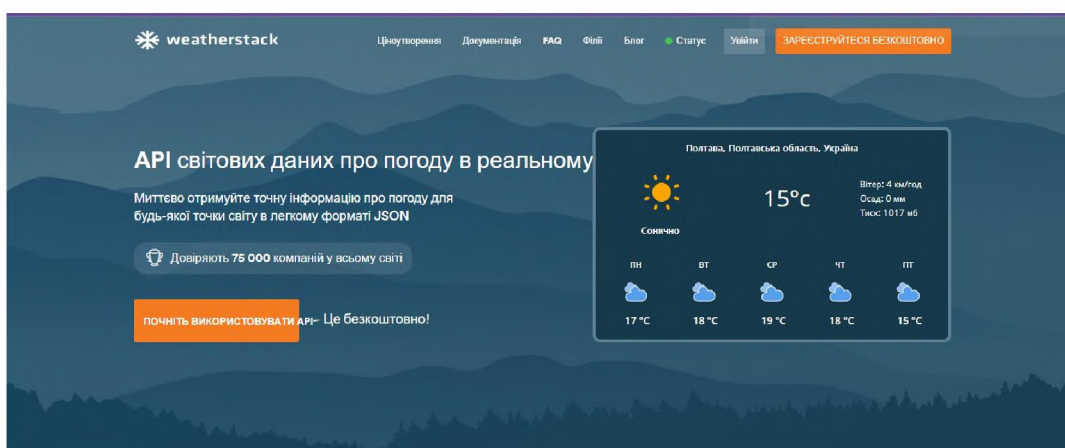 weatherstack
Ціноутворення Документація FAQ Філії Блог Статус Увійти ЗАРЕЄСТРУЙТЕСЯ БЕЗКОШТОВНО
API світових даних про погоду в реальному
Миттєво отримуйте точну інформацію про погоду для
будь-якої точки світу в легкому форматі JSON
Довіряють 75 000 компаній у всьому світі
ПОЧНІТЬ ВИКОРИСТОВУВАТИ API– Це безкоштовно!
Полтава, Полтавська область, Україна
Сонячно
15°c
Вітер: 4 км/год
Осад: 0 мм
Тиск: 1017 мб
ПН ВТ СР ЧТ ПТ
17 °C 18 °C 19 °C 18 °C 15 °C